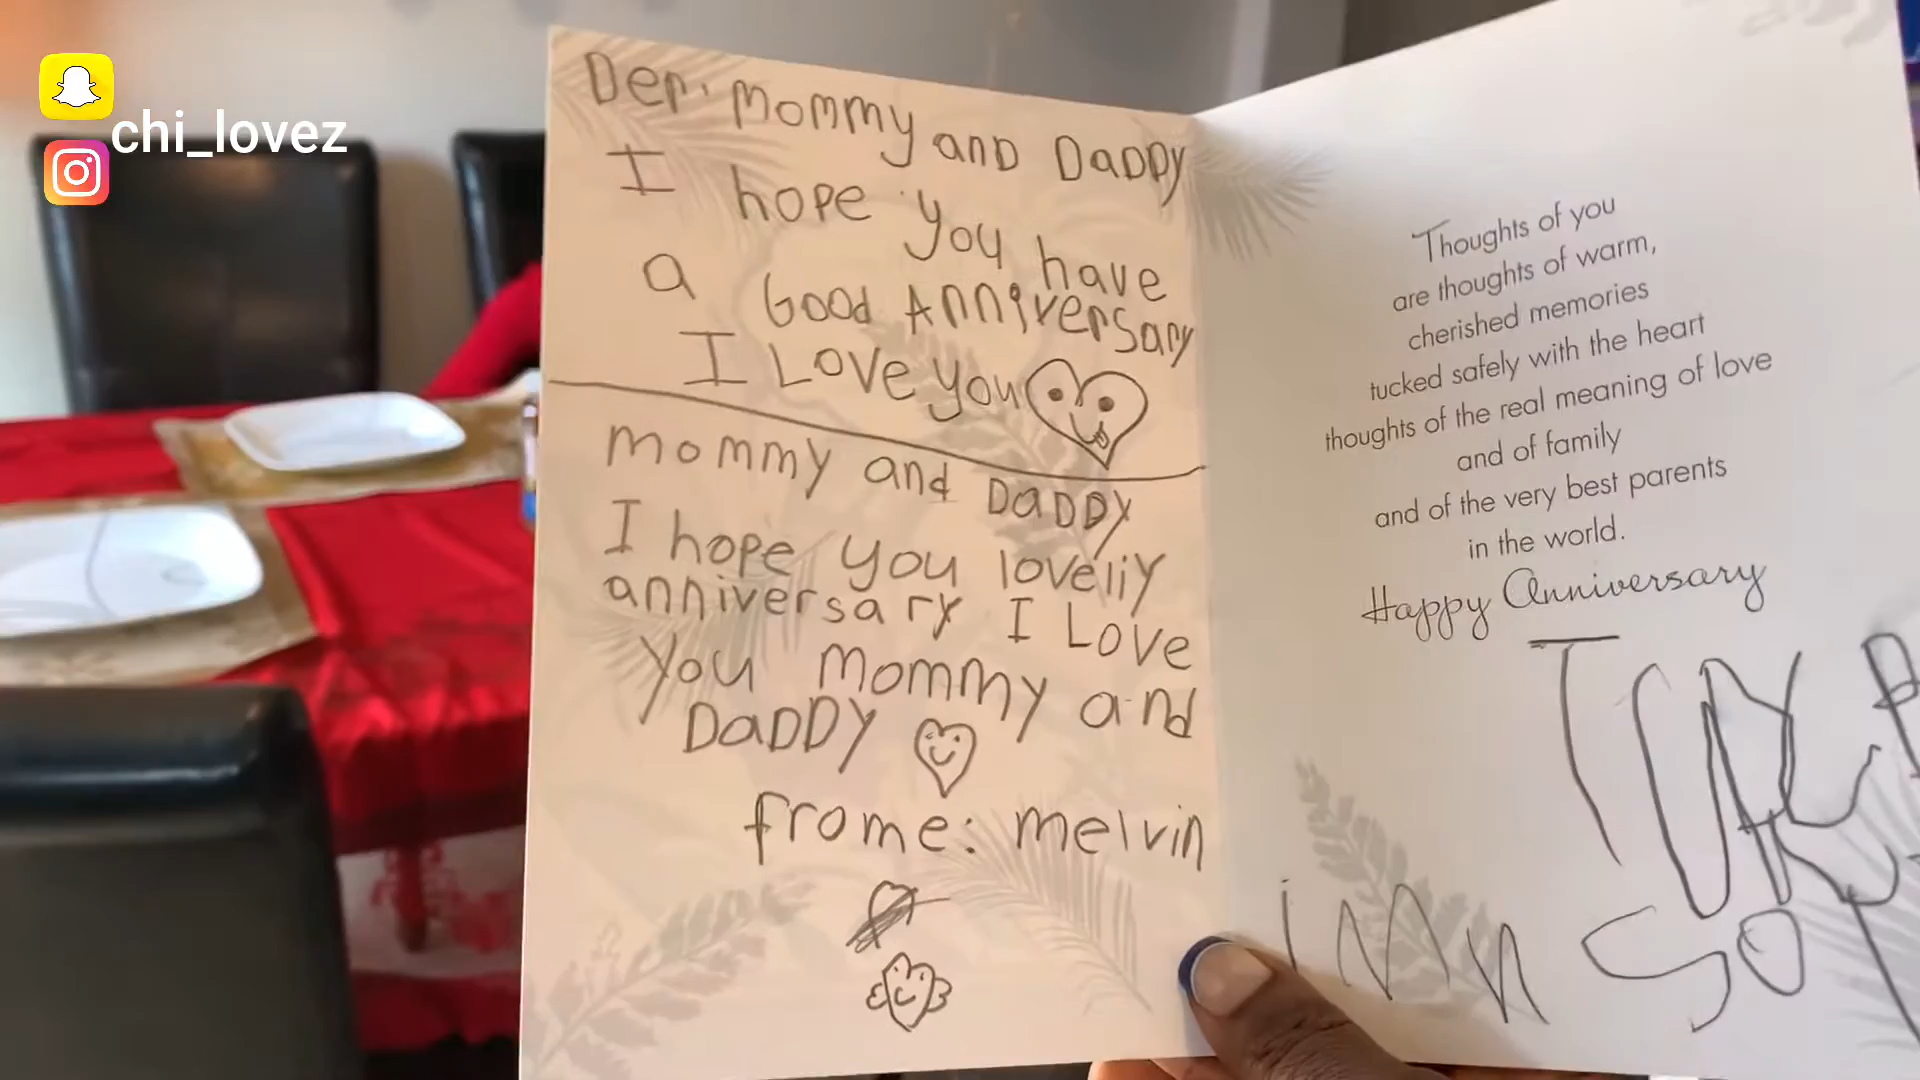 chi_lovez
Der. Mommy and Daddy
I hope you have
a Good Anniversary
I Love you
mommy and Daddy
I hope you loveliy
anniversary I Love
you mommy and
Daddy
frome: melvin
Thoughts of you
are thoughts of warm,
cherished memories
tucked safely with the heart
thoughts of the real meaning of love
and of family
and of the very best parents
in the world.
Happy Anniversary